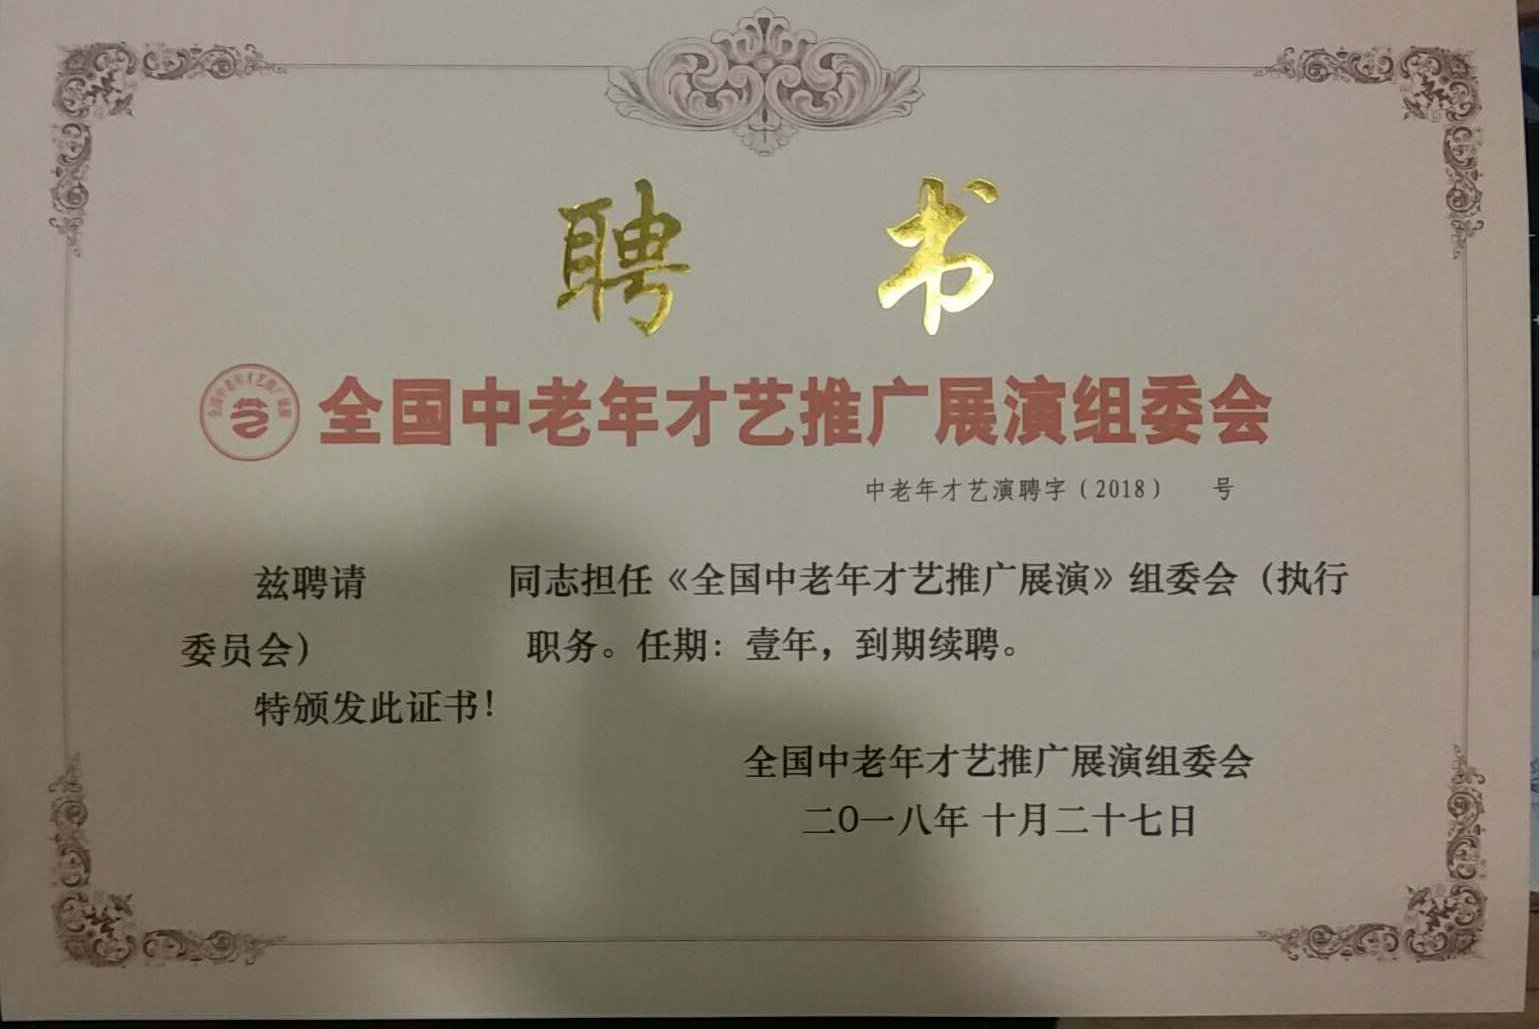 聘 书
全国中老年才艺推广展演组委会
中老年才艺演聘字（2018） 号
兹聘请 同志担任《全国中老年才艺推广展演》组委会（执行
委员会） 职务。任期：壹年，到期续聘。
特颁发此证书！
全国中老年才艺推广展演组委会
二O一八年 十月二十七日